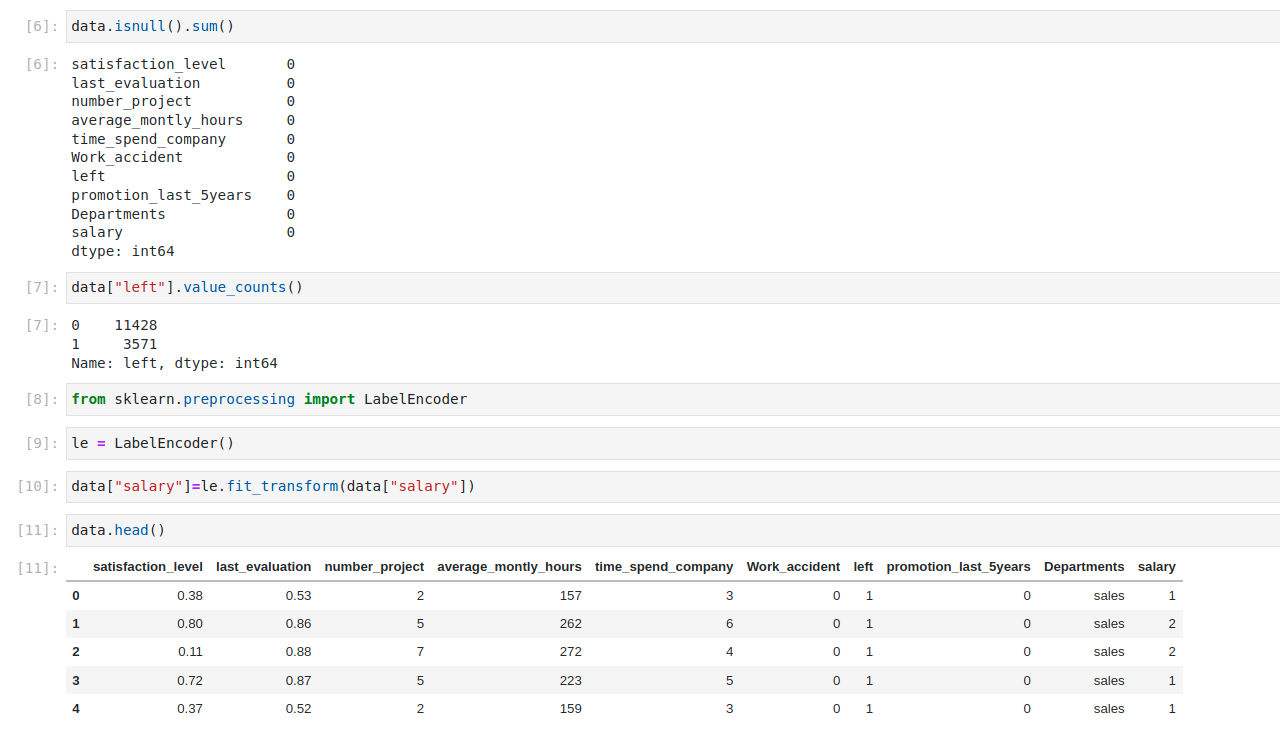 [6]: data.isnull().sum()
[6]: satisfaction_level       0
last_evaluation          0
number_project           0
average_montly_hours     0
time_spend_company       0
Work_accident            0
left                     0
promotion_last_5years    0
Departments              0
salary                   0
dtype: int64
[7]: data["left"].value_counts()
[7]: 0    11428
1     3571
Name: left, dtype: int64
[8]: from sklearn.preprocessing import LabelEncoder
[9]: le = LabelEncoder()
[10]: data["salary"]=le.fit_transform(data["salary"])
[11]: data.head()
[11]: satisfaction_level last_evaluation number_project average_montly_hours time_spend_company Work_accident left promotion_last_5years Departments salary
0 0.38 0.53 2 157 3 0 1 0 sales 1
1 0.80 0.86 5 262 6 0 1 0 sales 2
2 0.11 0.88 7 272 4 0 1 0 sales 2
3 0.72 0.87 5 223 5 0 1 0 sales 1
4 0.37 0.52 2 159 3 0 1 0 sales 1